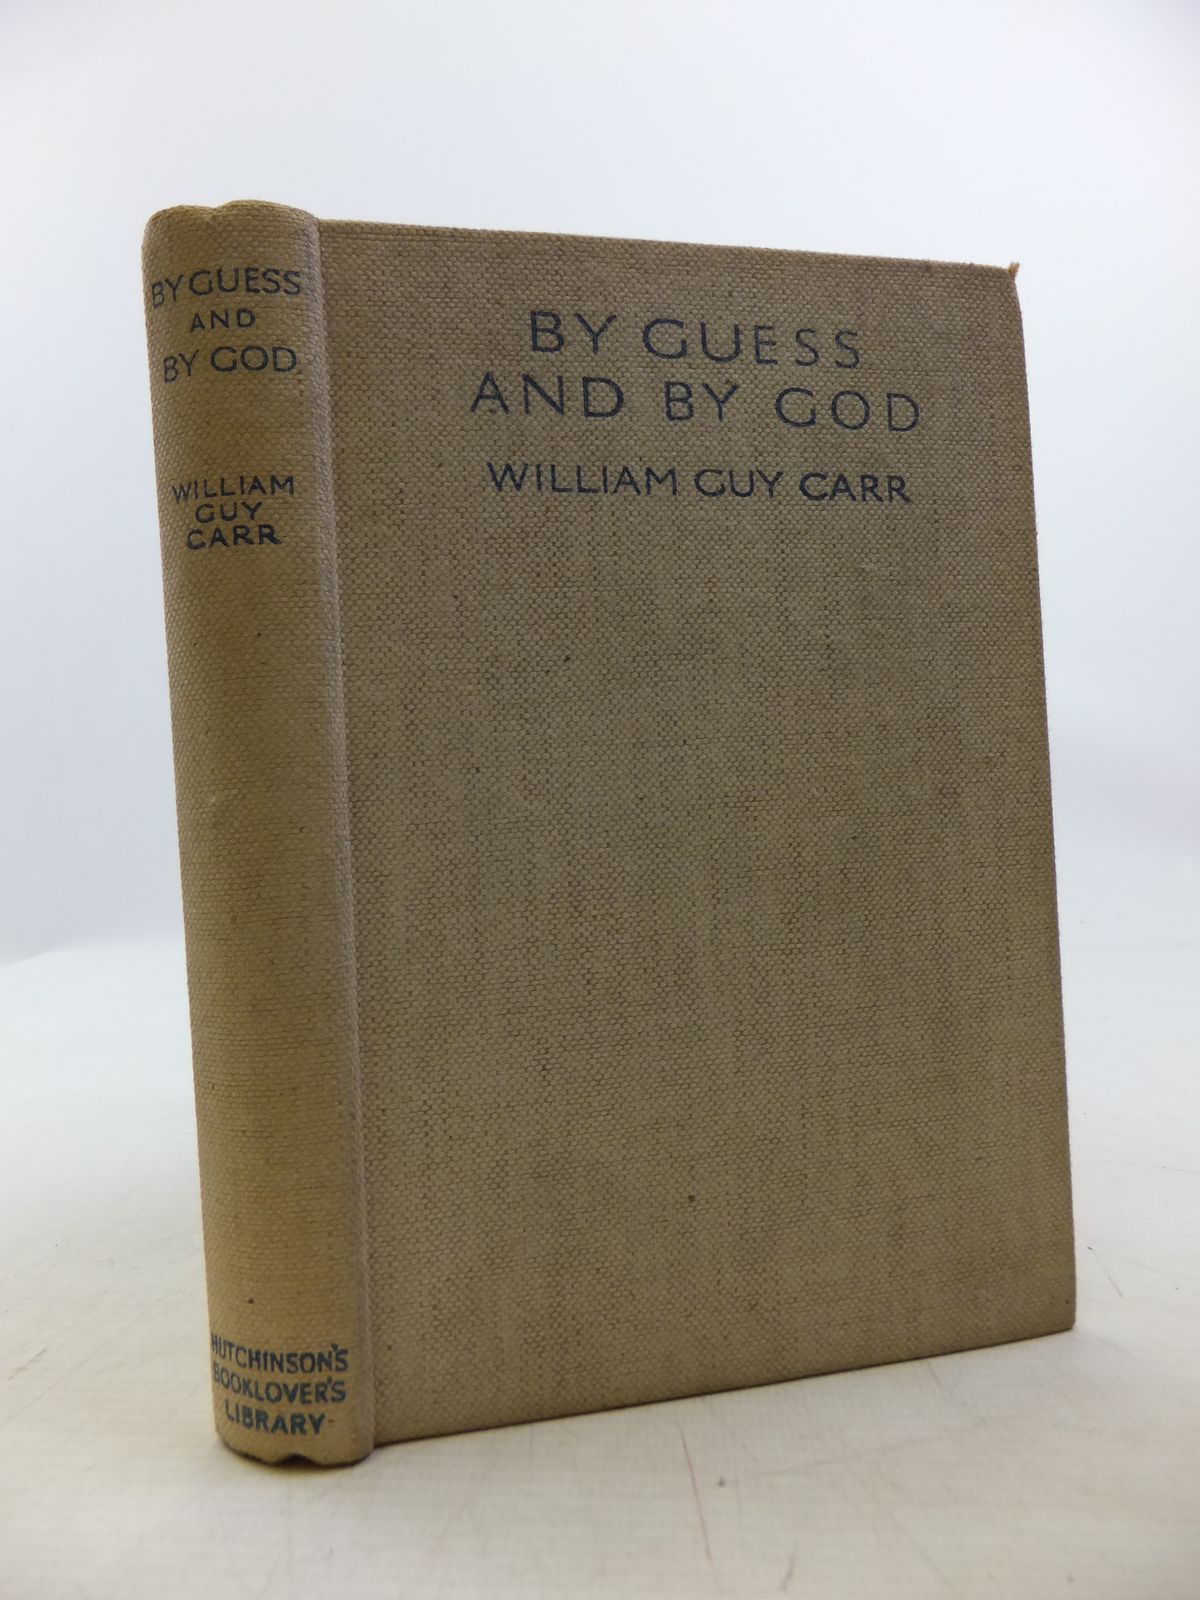 BY GUESS
AND
BY GOD
WILLIAM
GUY
CARR
HUTCHINSON'S
BOOKLOVER'S
LIBRARY
BY GUESS
AND BY GOD
WILLIAM GUY CARR